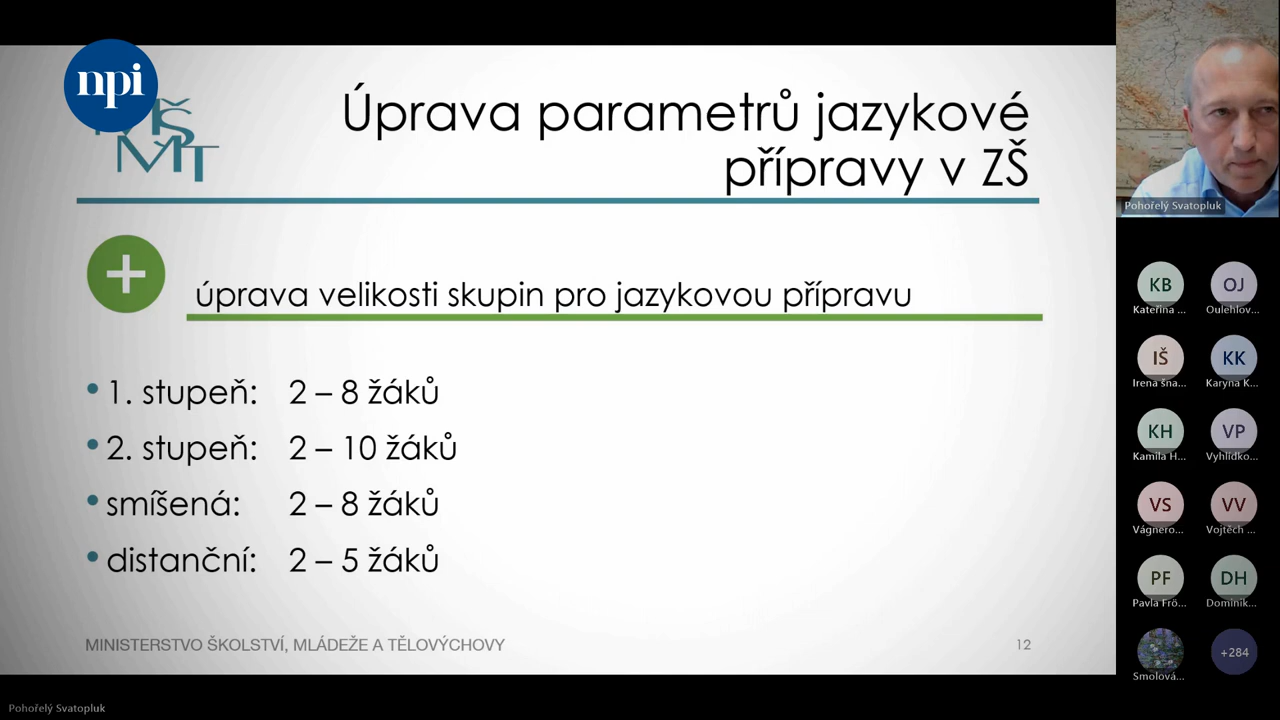 npi
MŠMT
Úprava parametrů jazykové
přípravy v ZŠ
úprava velikosti skupin pro jazykovou přípravu
• 1. stupeň: 2 – 8 žáků
• 2. stupeň: 2 – 10 žáků
• smíšená: 2 – 8 žáků
• distanční: 2 – 5 žáků
MINISTERSTVO ŠKOLSTVÍ, MLÁDEŽE A TĚLOVÝCHOVY
12
Pohořelý Svatopluk
KB
OJ
Kateřina ...
Oulehlov...
IŠ
KK
Irena šna...
Karyna K...
KH
VP
Kamila H...
Vyhlídko...
VS
VV
Vágnero...
Vojtěch ...
PF
DH
Pavla Frö...
Dominik...
+284
Smolová...
Pohořelý Svatopluk